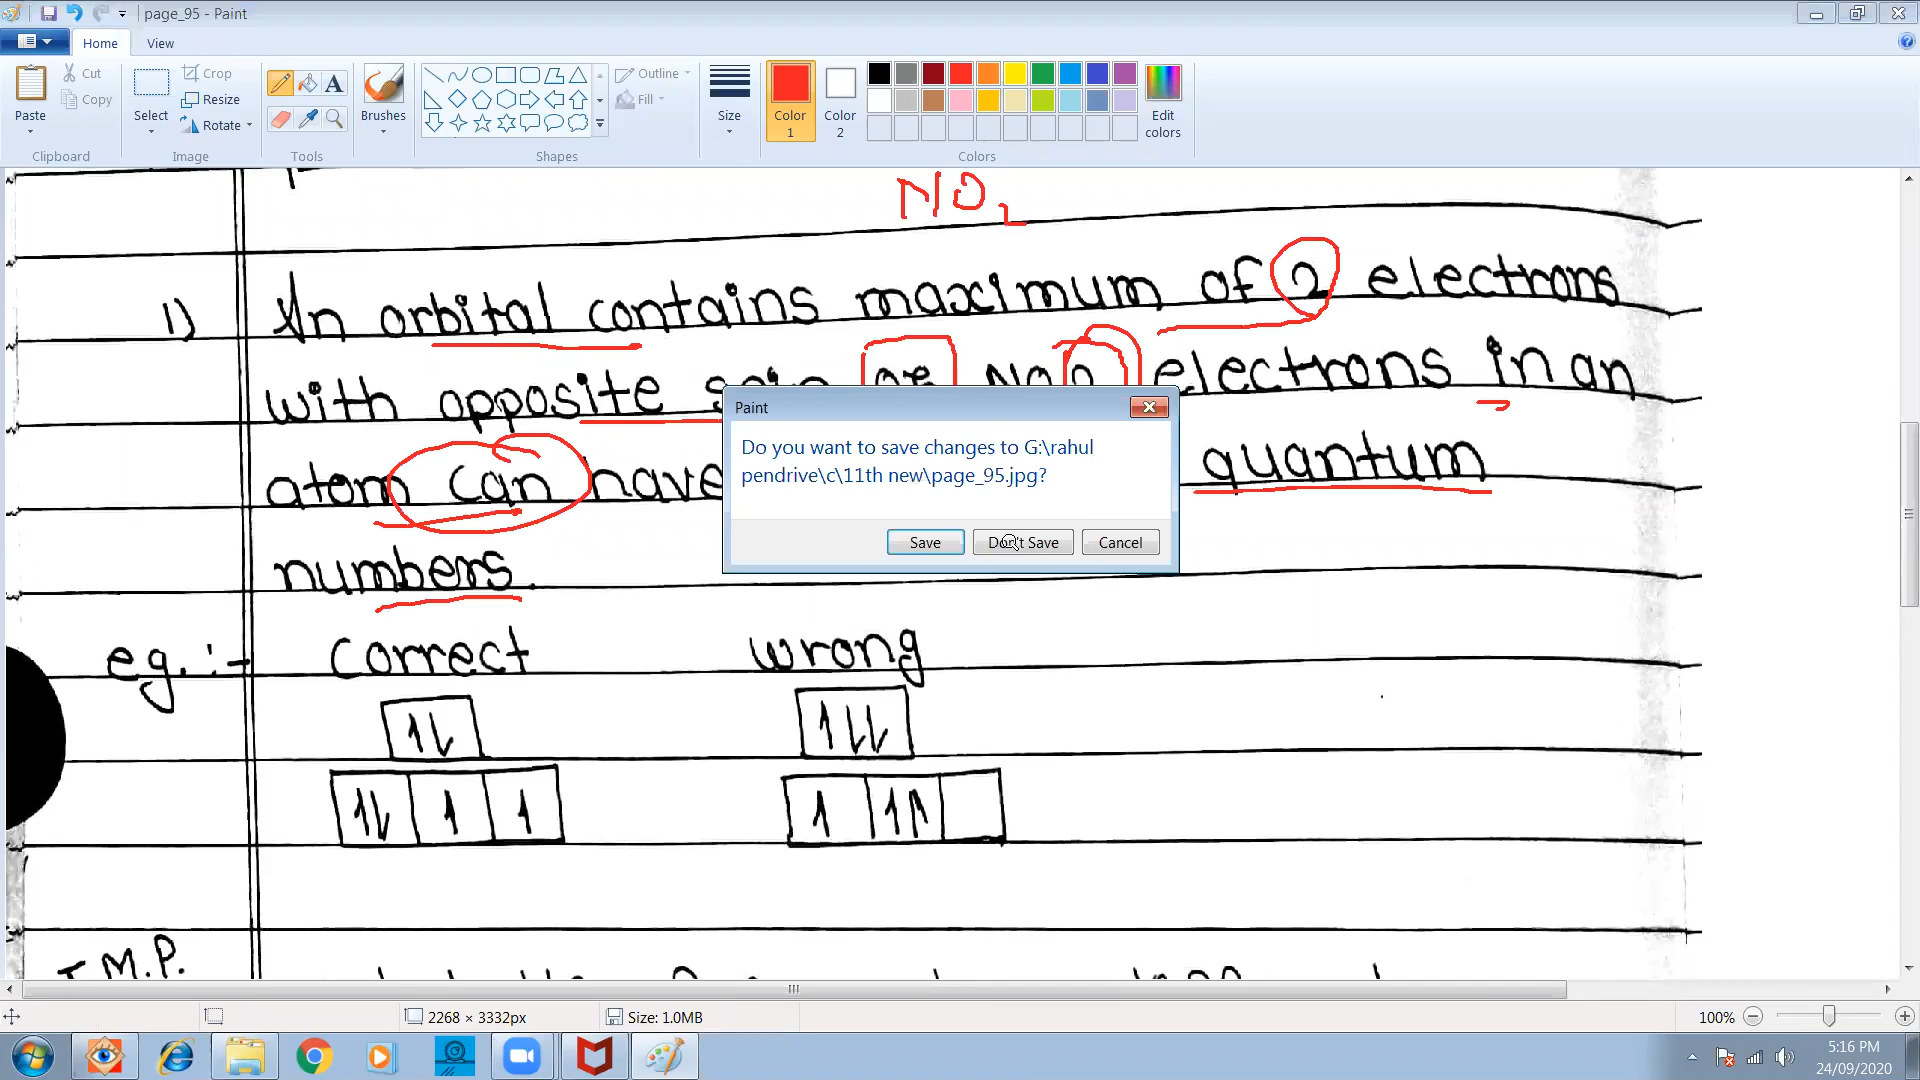 page_95 - Paint
Home View
Paste
Cut
Copy
Clipboard
Select
Crop
Resize
Rotate
Image
Tools
Brushes
Shapes
Outline
Fill
Size
Color 1
Color 2
Edit colors
Colors
NO
1) An orbital contains maximum of 2 electrons
with opposite spin or No 2 electrons in an
atom can have quantum
numbers.
eg. :- correct wrong
I.M.P.
Paint
Do you want to save changes to G:\rahul
pendrive\c\11th new\page_95.jpg?
Save Don't Save Cancel
2268 × 3332px Size: 1.0MB 100%
5:16 PM
24/09/2020